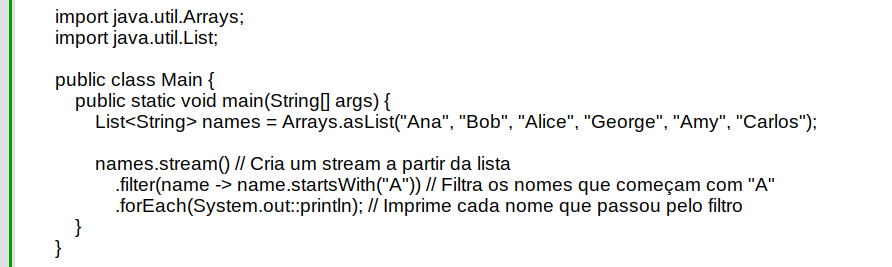 import java.util.Arrays;
import java.util.List;

public class Main {
    public static void main(String[] args) {
        List<String> names = Arrays.asList("Ana", "Bob", "Alice", "George", "Amy", "Carlos");

        names.stream() // Cria um stream a partir da lista
            .filter(name -> name.startsWith("A")) // Filtra os nomes que começam com "A"
            .forEach(System.out::println); // Imprime cada nome que passou pelo filtro
    }
}